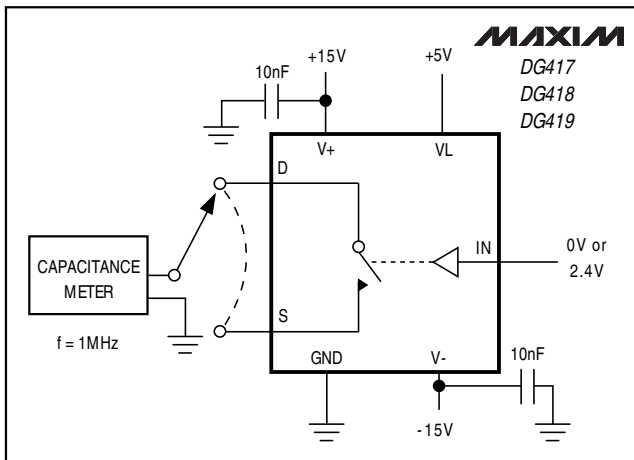 MAXIM
DG417
DG418
DG419
+15V
+5V
10nF
V+
VL
D
IN
0V or
2.4V
CAPACITANCE
METER
f = 1MHz
S
GND
V-
10nF
-15V